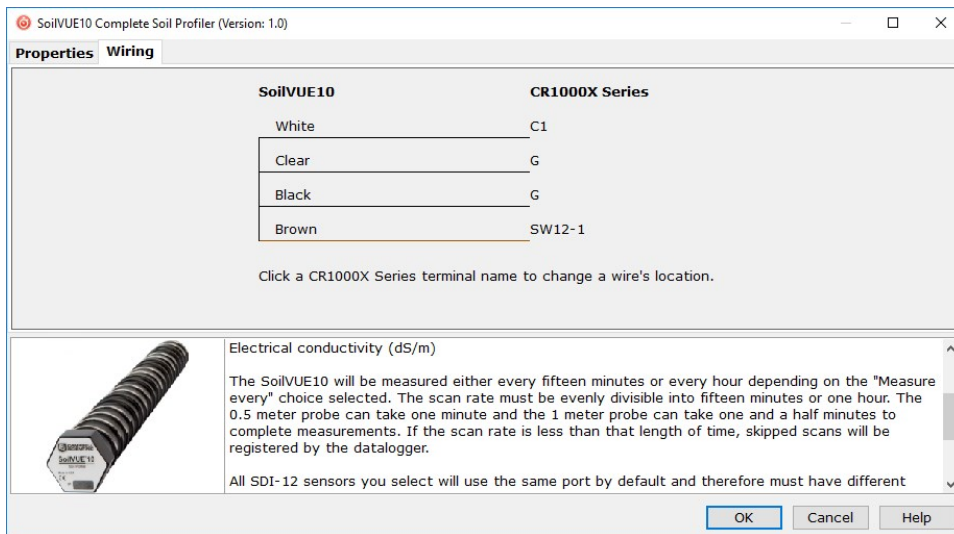 SoilVUE10 Complete Soil Profiler (Version: 1.0)
Properties Wiring
SoilVUE10 CR1000X Series
White C1
Clear G
Black G
Brown SW12-1
Click a CR1000X Series terminal name to change a wire's location.
Electrical conductivity (dS/m)
The SoilVUE10 will be measured either every fifteen minutes or every hour depending on the "Measure
every" choice selected. The scan rate must be evenly divisible into fifteen minutes or one hour. The
0.5 meter probe can take one minute and the 1 meter probe can take one and a half minutes to
complete measurements. If the scan rate is less than that length of time, skipped scans will be
registered by the datalogger.
All SDI-12 sensors you select will use the same port by default and therefore must have different
SoilVUE10
OK Cancel Help